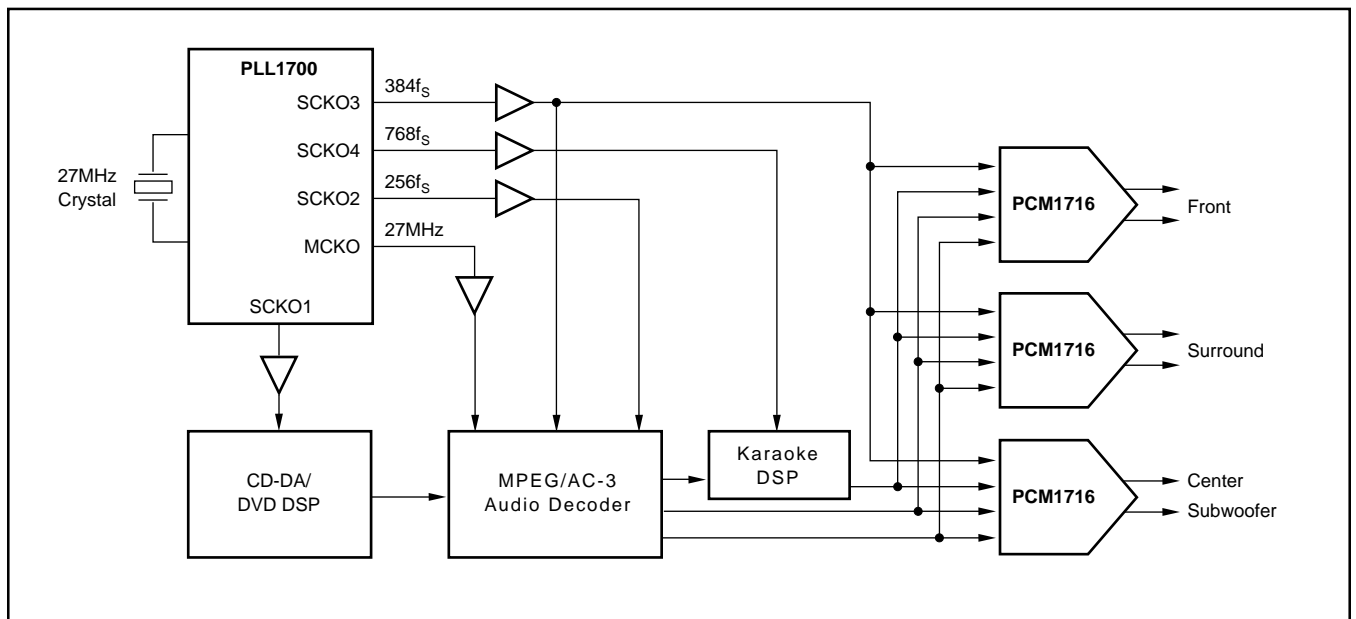 PLL1700
SCKO3
384fS
SCKO4
768fS
27MHz
Crystal
SCKO2
256fS
MCKO
27MHz
SCKO1
PCM1716
Front
PCM1716
Surround
CD-DA/
DVD DSP
MPEG/AC-3
Audio Decoder
Karaoke
DSP
PCM1716
Center
Subwoofer